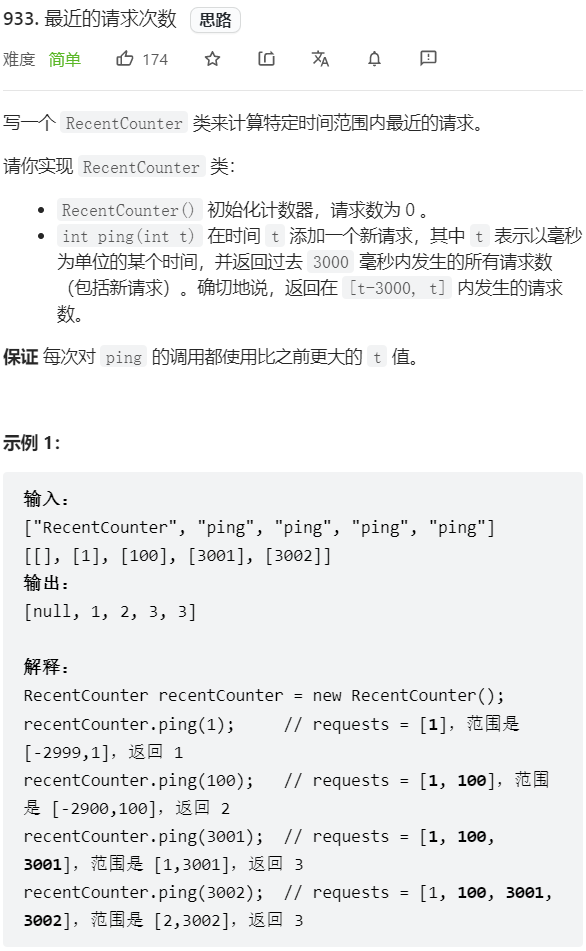 933. 最近的请求次数 思路
难度 简单 174
写一个 RecentCounter 类来计算特定时间范围内最近的请求。
请你实现 RecentCounter 类：
• RecentCounter() 初始化计数器，请求数为 0 。
• int ping(int t) 在时间 t 添加一个新请求，其中 t 表示以毫秒
为单位的某个时间，并返回过去 3000 毫秒内发生的所有请求数
（包括新请求）。确切地说，返回在 [t-3000, t] 内发生的请求
数。
保证 每次对 ping 的调用都使用比之前更大的 t 值。
示例 1：
输入：
["RecentCounter", "ping", "ping", "ping", "ping"]
[[], [1], [100], [3001], [3002]]
输出：
[null, 1, 2, 3, 3]
解释：
RecentCounter recentCounter = new RecentCounter();
recentCounter.ping(1);     // requests = [1]，范围是
[-2999,1]，返回 1
recentCounter.ping(100);   // requests = [1, 100]，范围
是 [-2900,100]，返回 2
recentCounter.ping(3001);  // requests = [1, 100,
3001]，范围是 [1,3001]，返回 3
recentCounter.ping(3002);  // requests = [1, 100, 3001,
3002]，范围是 [2,3002]，返回 3